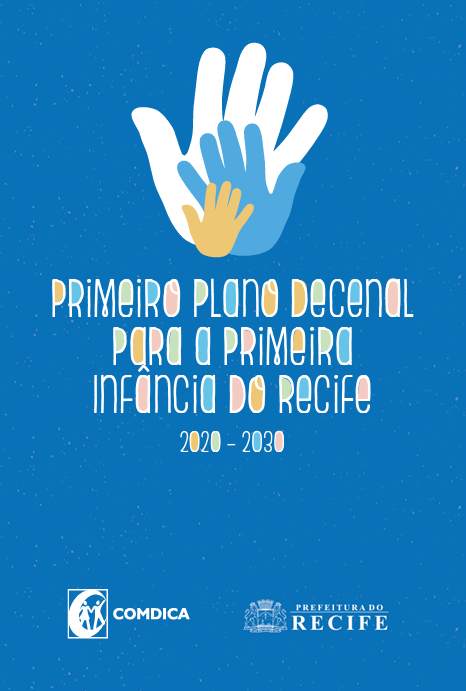 PRIMEIRO PLANO DECENAL
PARA A PRIMEIRA
INFÂNCIA DO RECIFE
2020 – 2030
COMDICA
PREFEITURA DO
RECIFE